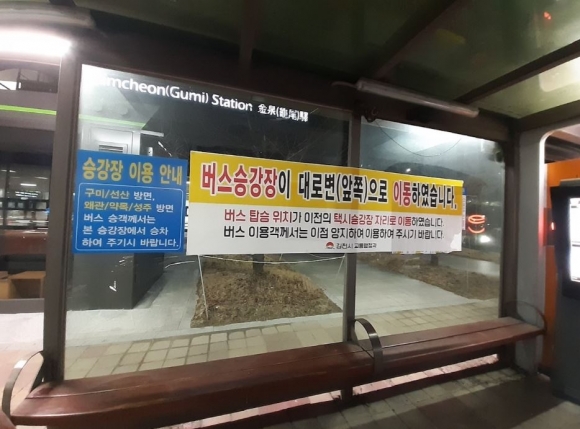 mcheon(Gumi) Station 金泉(龜尾)驛
승강장 이용 안내
구미/선산 방면,
왜관/약목/성주 방면
버스 승객께서는
본 승강장에서 승차
하여 주기시 바랍니다.
버스승강장이 대로변(앞쪽)으로 이동하였습니다.
버스 탑승 위치가 이전의 택시승강장 자리로 이동하였습니다.
버스 이용객께서는 이점 양지하여 이용하여 주시기 바랍니다.
김천시